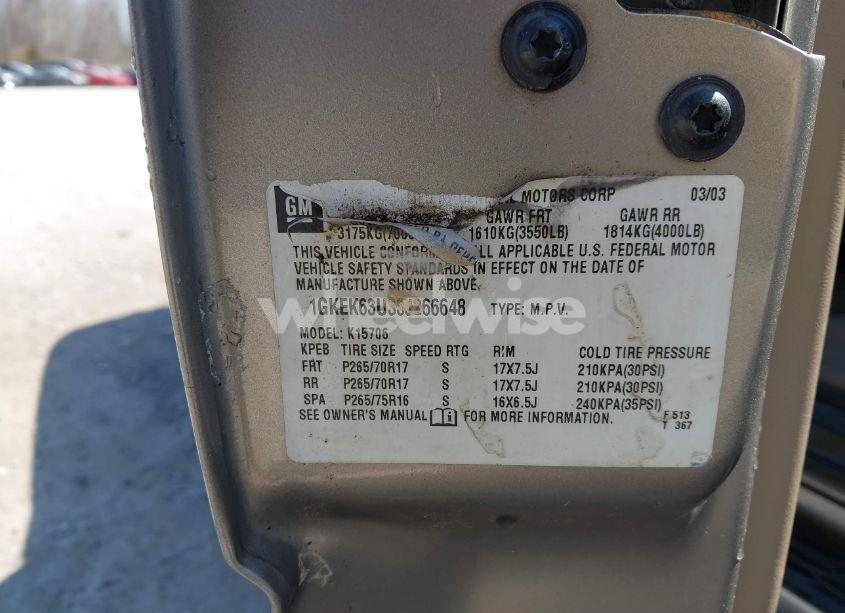 GM MOTORS CORP 03/03
GAWR FRT GAWR RR
3175KG( 1610KG(3550LB) 1814KG(4000LB)
THIS VEHICLE CONFORM ALL APPLICABLE U.S. FEDERAL MOTOR
VEHICLE SAFETY STANDARDS IN EFFECT ON THE DATE OF
MANUFACTURE SHOWN ABOVE.
TYPE: M.P.V.
wheelwise
MODEL: K15706
KPEB TIRE SIZE SPEED RTG RIM COLD TIRE PRESSURE
FRT P265/70R17 S 17X7.5J 210KPA(30PSI)
RR P265/70R17 S 17X7.5J 210KPA(30PSI)
SPA P265/75R16 S 16X6.5J 240KPA(35PSI)
SEE OWNER'S MANUAL FOR MORE INFORMATION.
F 513
T 367